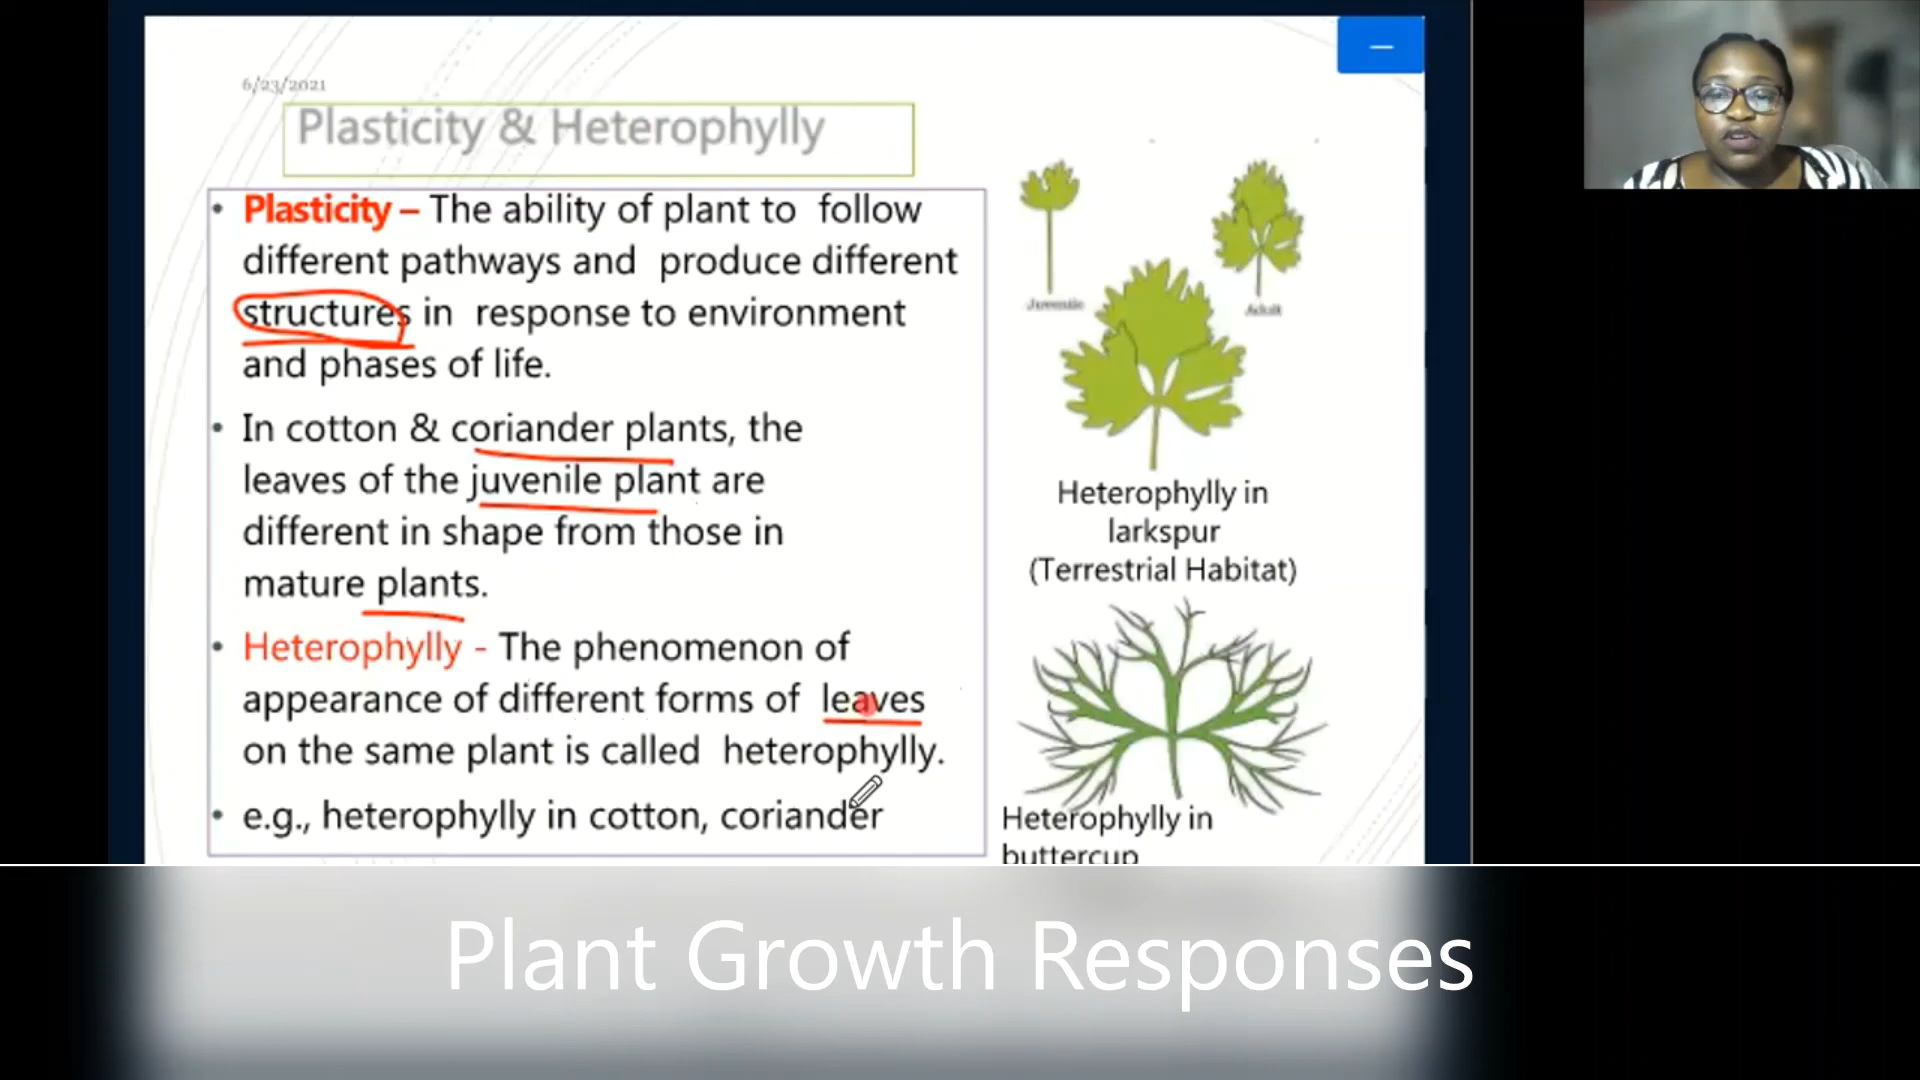 6/23/2021
Plasticity & Heterophylly
• Plasticity – The ability of plant to follow
different pathways and produce different
structures in response to environment
and phases of life.
• In cotton & coriander plants, the
leaves of the juvenile plant are
different in shape from those in
mature plants.
• Heterophylly - The phenomenon of
appearance of different forms of leaves
on the same plant is called heterophylly.
• e.g., heterophylly in cotton, coriander
Juvenile
Adult
Heterophylly in
larkspur
(Terrestrial Habitat)
Heterophylly in
buttercup
Plant Growth Responses